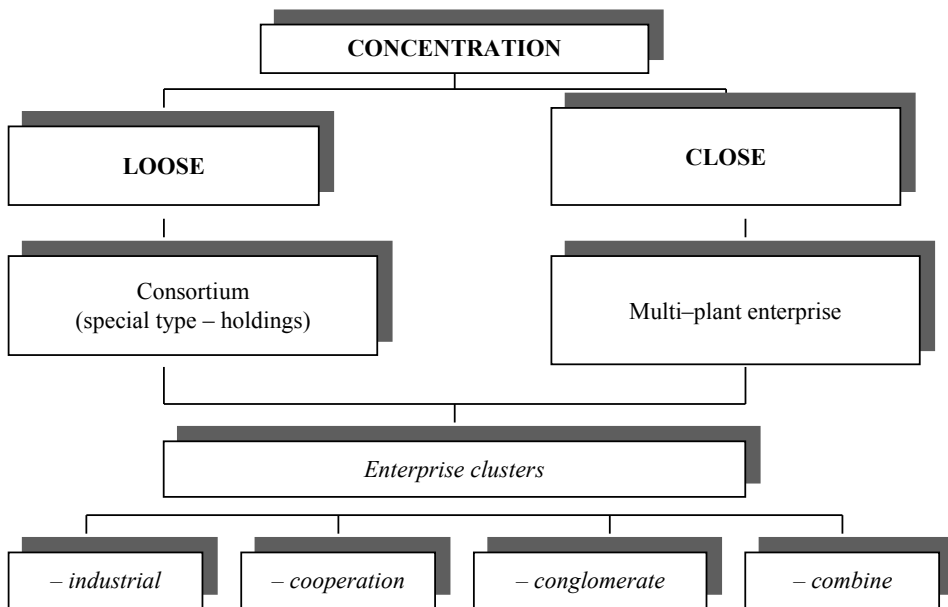 CONCENTRATION
LOOSE
CLOSE
Consortium
(special type – holdings)
Multi–plant enterprise
Enterprise clusters
– industrial
– cooperation
– conglomerate
– combine